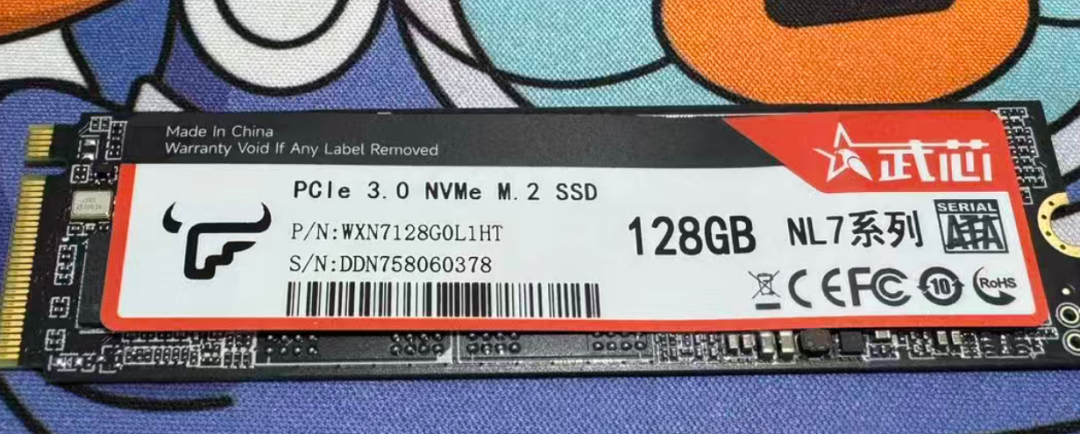 Made In China
Warranty Void If Any Label Removed
武芯
PCIe 3.0 NVMe M.2 SSD
P/N:WXN7128G0L1HT
S/N:DDN758060378
128GB
NL7系列
SERIAL
ATA
CE FC 10 RoHS